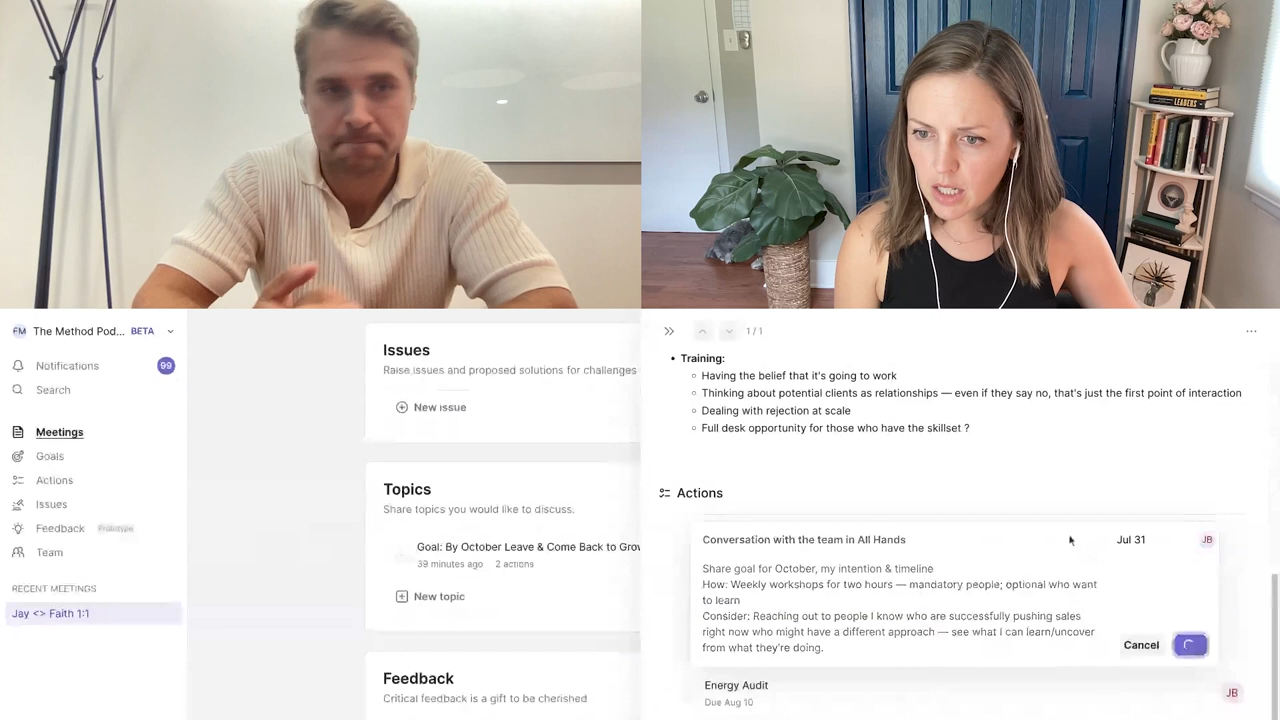 LEADERS
FM The Method Pod... BETA
Notifications 99
Search
Meetings
Goals
Actions
Issues
Feedback Prototype
Team
RECENT MEETINGS
Jay <> Faith 1:1
Issues
Raise issues and proposed solutions for challenges
New issue
Topics
Share topics you would like to discuss.
Goal: By October Leave & Come Back to Grow
39 minutes ago 2 actions
New topic
Feedback
Critical feedback is a gift to be cherished
1 / 1
• Training:
Having the belief that it's going to work
Thinking about potential clients as relationships — even if they say no, that's just the first point of interaction
Dealing with rejection at scale
Full desk opportunity for those who have the skillset ?
Actions
Conversation with the team in All Hands Jul 31 JB
Share goal for October, my intention & timeline
How: Weekly workshops for two hours — mandatory people; optional who want
to learn
Consider: Reaching out to people I know who are successfully pushing sales
right now who might have a different approach — see what I can learn/uncover
from what they're doing.
Cancel
Energy Audit
Due Aug 10
JB